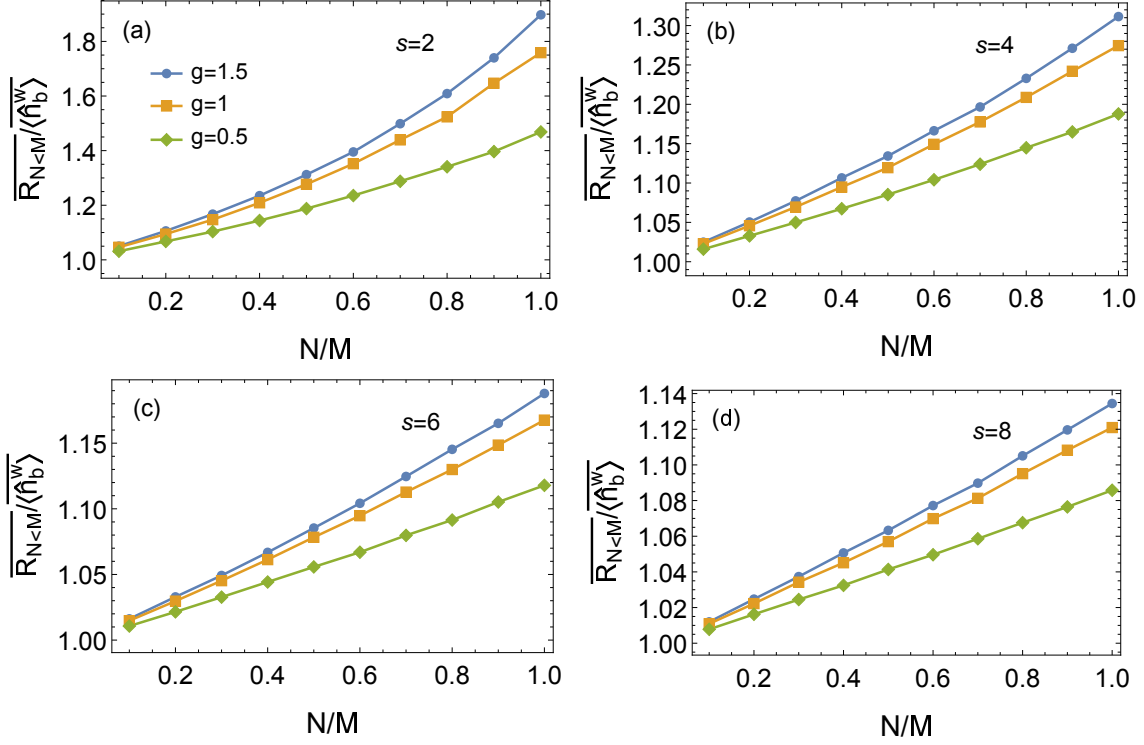 (a)
s=2
g=1.5
g=1
g=0.5
1.8
1.6
1.4
1.2
1.0
0.2 0.4 0.6 0.8 1.0
N/M
R_{N<M}/⟨n̂_b^w⟩
(b)
s=4
1.30
1.25
1.20
1.15
1.10
1.05
1.00
0.2 0.4 0.6 0.8 1.0
N/M
R_{N<M}/⟨n̂_b^w⟩
(c)
s=6
1.15
1.10
1.05
1.00
0.2 0.4 0.6 0.8 1.0
N/M
R_{N<M}/⟨n̂_b^w⟩
(d)
s=8
1.14
1.12
1.10
1.08
1.06
1.04
1.02
1.00
0.2 0.4 0.6 0.8 1.0
N/M
R_{N<M}/⟨n̂_b^w⟩